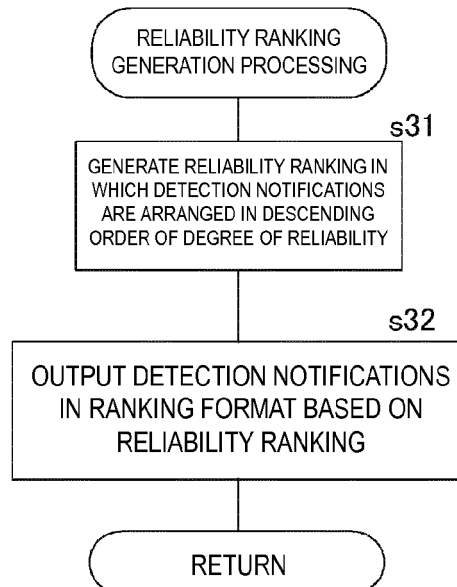 RELIABILITY RANKING
GENERATION PROCESSING
s31
GENERATE RELIABILITY RANKING IN
WHICH DETECTION NOTIFICATIONS
ARE ARRANGED IN DESCENDING
ORDER OF DEGREE OF RELIABILITY
s32
OUTPUT DETECTION NOTIFICATIONS
IN RANKING FORMAT BASED ON
RELIABILITY RANKING
RETURN